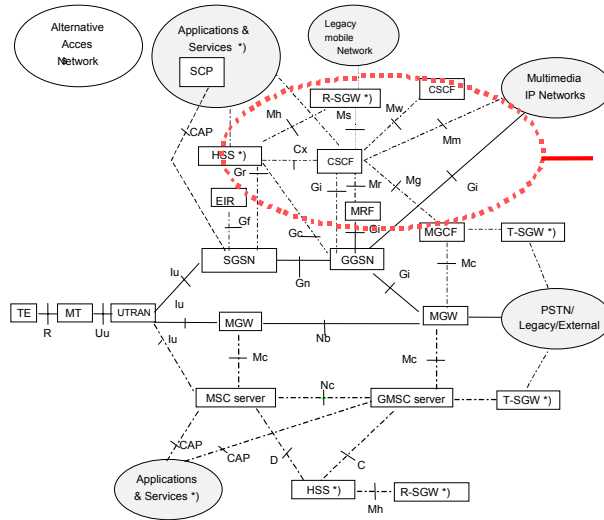 Alternative
Acces
Network
Applications &
Services *)
SCP
Legacy
mobile
Network
Multimedia
IP Networks
R-SGW *)
CSCF
Mh
Ms
Mw
Mm
CAP
HSS *)
Cx
CSCF
Gr
Gi
Mr
Mg
Gi
EIR
MRF
Gf
Gc
Gi
MGCF
T-SGW *)
SGSN
GGSN
Gn
Gi
Mc
Iu
Iu
TE
MT
UTRAN
R
Uu
Iu
MGW
Nb
MGW
PSTN/
Legacy/External
Mc
Mc
MSC server
Nc
GMSC server
T-SGW *)
CAP
CAP
D
C
Applications
& Services *)
HSS *)
Mh
R-SGW *)